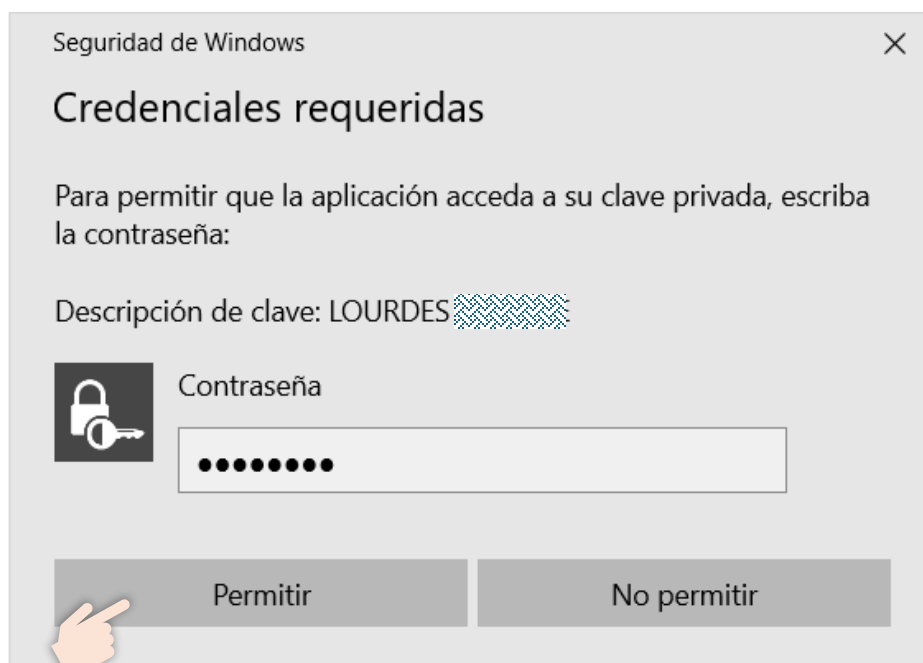 Seguridad de Windows
Credenciales requeridas
Para permitir que la aplicación acceda a su clave privada, escriba
la contraseña:
Descripción de clave: LOURDES
Contraseña
••••••••
Permitir
No permitir